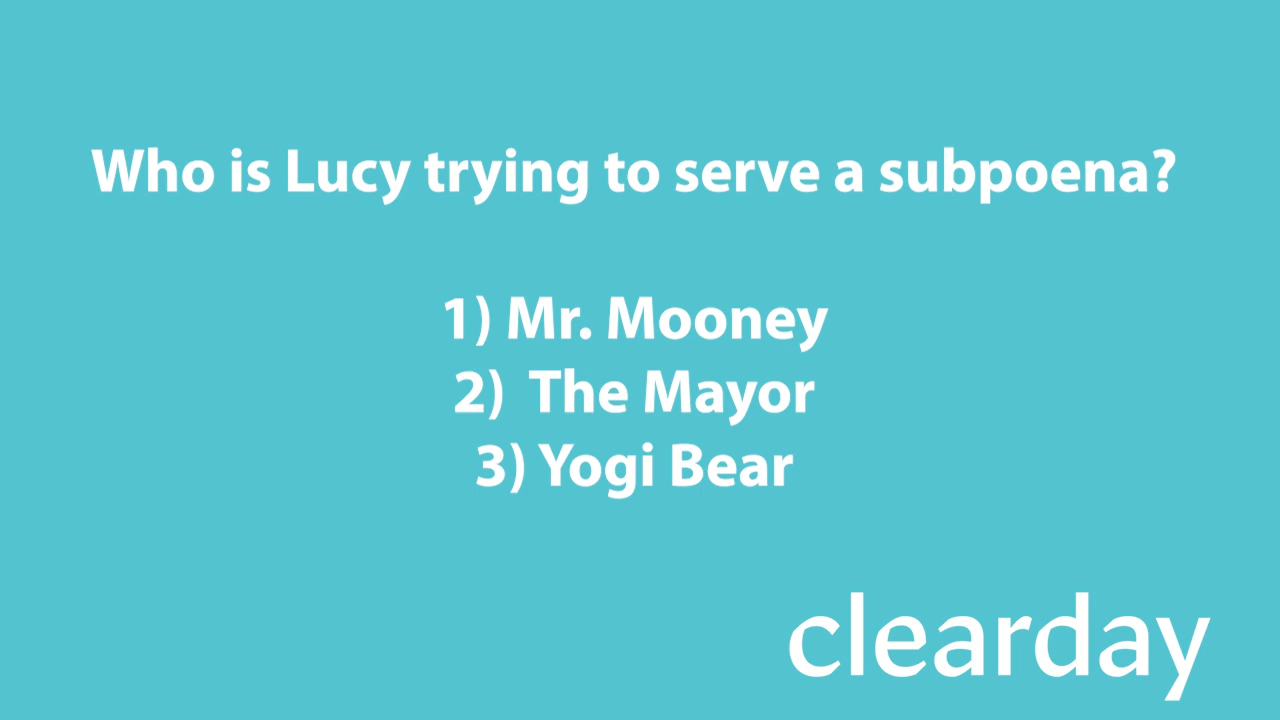 Who is Lucy trying to serve a subpoena?
1) Mr. Mooney
2) The Mayor
3) Yogi Bear
clearday